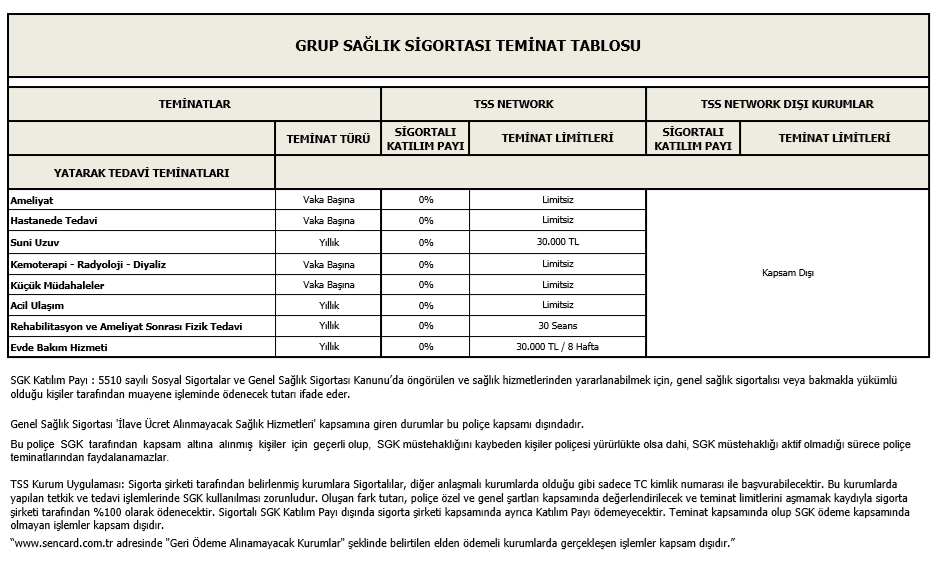 GRUP SAĞLIK SİGORTASI TEMİNAT TABLOSU
TEMİNATLAR TSS NETWORK TSS NETWORK DIŞI KURUMLAR
TEMİNAT TÜRÜ SİGORTALI KATILIM PAYI TEMİNAT LİMİTLERİ SİGORTALI KATILIM PAYI TEMİNAT LİMİTLERİ
YATARAK TEDAVİ TEMİNATLARI
Ameliyat Vaka Başına 0% Limitsiz
Hastanede Tedavi Vaka Başına 0% Limitsiz
Suni Uzuv Yıllık 0% 30.000 TL
Kemoterapi - Radyoloji - Diyaliz Vaka Başına 0% Limitsiz
Kapsam Dışı
Küçük Müdahaleler Vaka Başına 0% Limitsiz
Acil Ulaşım Yıllık 0% Limitsiz
Rehabilitasyon ve Ameliyat Sonrası Fizik Tedavi Yıllık 0% 30 Seans
Evde Bakım Hizmeti Yıllık 0% 30.000 TL / 8 Hafta
SGK Katılım Payı : 5510 sayılı Sosyal Sigortalar ve Genel Sağlık Sigortası Kanunu’da öngörülen ve sağlık hizmetlerinden yararlanabilmek için, genel sağlık sigortalısı veya bakmakla yükümlü
olduğu kişiler tarafından muayene işleminde ödenecek tutarı ifade eder.
Genel Sağlık Sigortası 'İlave Ücret Alınmayacak Sağlık Hizmetleri' kapsamına giren durumlar bu poliçe kapsamı dışındadır.
Bu poliçe SGK tarafından kapsam altına alınmış kişiler için geçerli olup, SGK müstehaklığını kaybeden kişiler poliçesi yürürlükte olsa dahi, SGK müstehaklığı aktif olmadığı sürece poliçe
teminatlarından faydalanamazlar.
TSS Kurum Uygulaması: Sigorta şirketi tarafından belirlenmiş kurumlara Sigortalılar, diğer anlaşmalı kurumlarda olduğu gibi sadece TC kimlik numarası ile başvurabilecektir. Bu kurumlarda
yapılan tetkik ve tedavi işlemlerinde SGK kullanılması zorunludur. Oluşan fark tutarı, poliçe özel ve genel şartları kapsamında değerlendirilecek ve teminat limitlerini aşmamak kaydıyla sigorta
şirketi tarafından %100 olarak ödenecektir. Sigortalı SGK Katılım Payı dışında sigorta şirketi kapsamında ayrıca Katılım Payı ödemeyecektir. Teminat kapsamında olup SGK ödeme kapsamında
olmayan işlemler kapsam dışıdır.
“www.sencard.com.tr adresinde "Geri Ödeme Alınamayacak Kurumlar" şeklinde belirtilen elden ödemeli kurumlarda gerçekleşen işlemler kapsam dışıdır.”